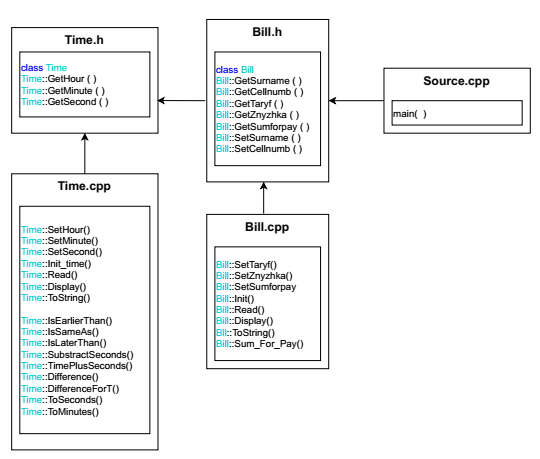 Time.h
class Time
Time::GetHour ( )
Time::GetMinute ( )
Time::GetSecond ( )
Bill.h
class Bill
Bill::GetSurname ( )
Bill::GetCellnumb ( )
Bill::GetTaryf ( )
Bill::GetZnyzhka ( )
Bill::GetSumforpay ( )
Bill::SetSurname ( )
Bill::SetCellnumb ( )
Source.cpp
main( )
Time.cpp
Time::SetHour()
Time::SetMinute()
Time::SetSecond()
Time::Init_time()
Time::Read()
Time::Display()
Time::ToString()
Time::IsEarlierThan()
Time::IsSameAs()
Time::IsLaterThan()
Time::SubstractSeconds()
Time::TimePlusSeconds()
Time::Difference()
Time::DifferenceForT()
Time::ToSeconds()
Time::ToMinutes()
Bill.cpp
Bill::SetTaryf()
Bill::SetZnyzhka()
Bill::SetSumforpay
Bill::Init()
Bill::Read()
Bill::Display()
Bill::ToString()
Bill::Sum_For_Pay()